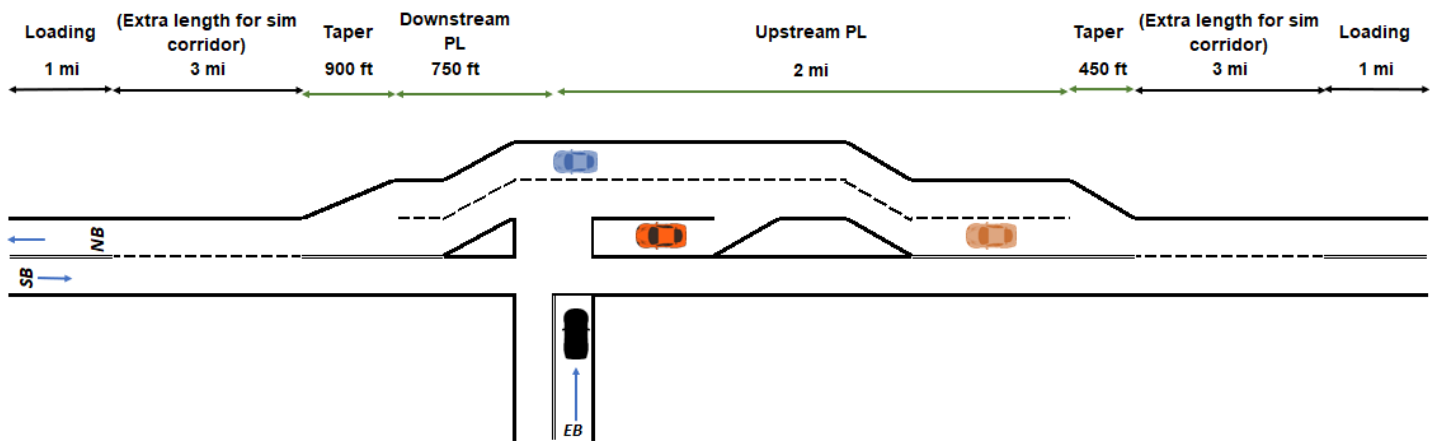 Loading
1 mi
(Extra length for sim
corridor)
3 mi
Taper
900 ft
Downstream
PL
750 ft
Upstream PL
2 mi
Taper
450 ft
(Extra length for sim
corridor)
3 mi
Loading
1 mi
NB
SB
EB